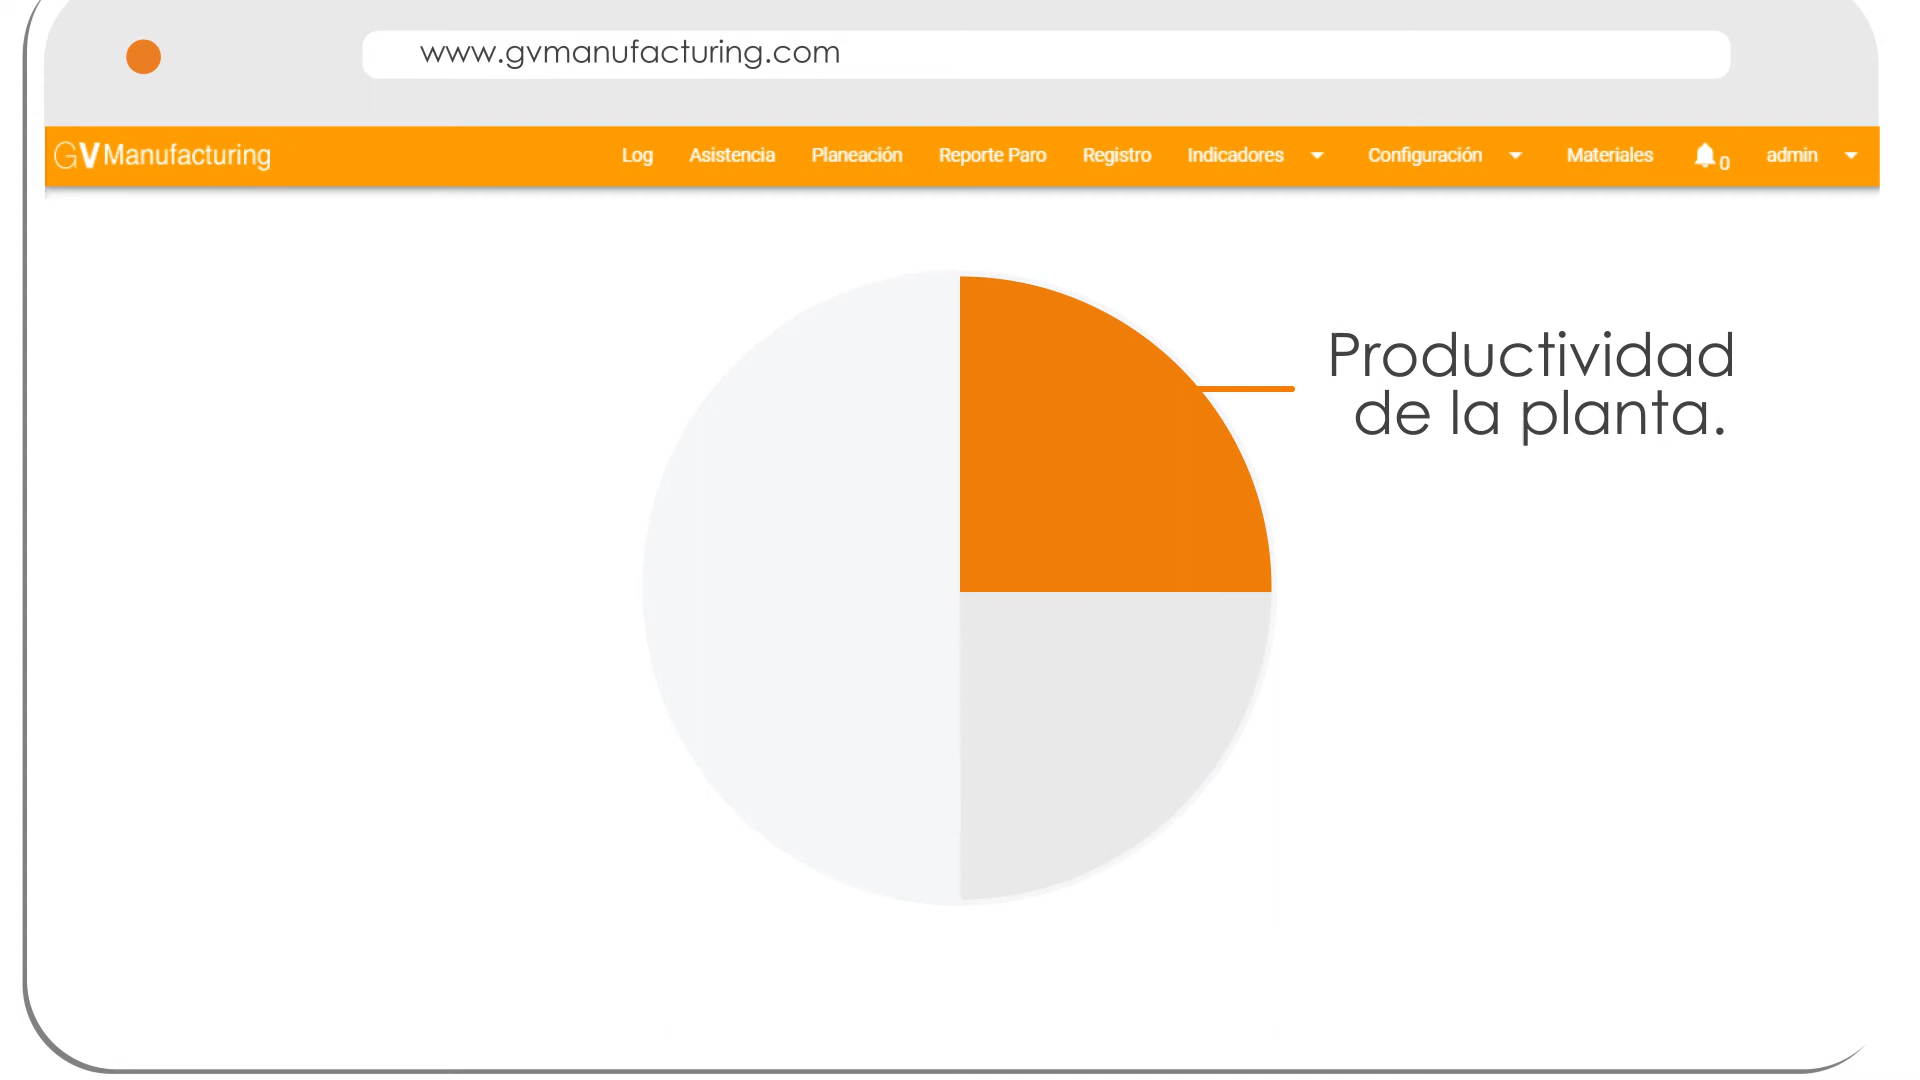 www.gvmanufacturing.com
GVManufacturing Log Asistencia Planeación Reporte Paro Registro Indicadores Configuración Materiales 0 admin
Productividad
de la planta.